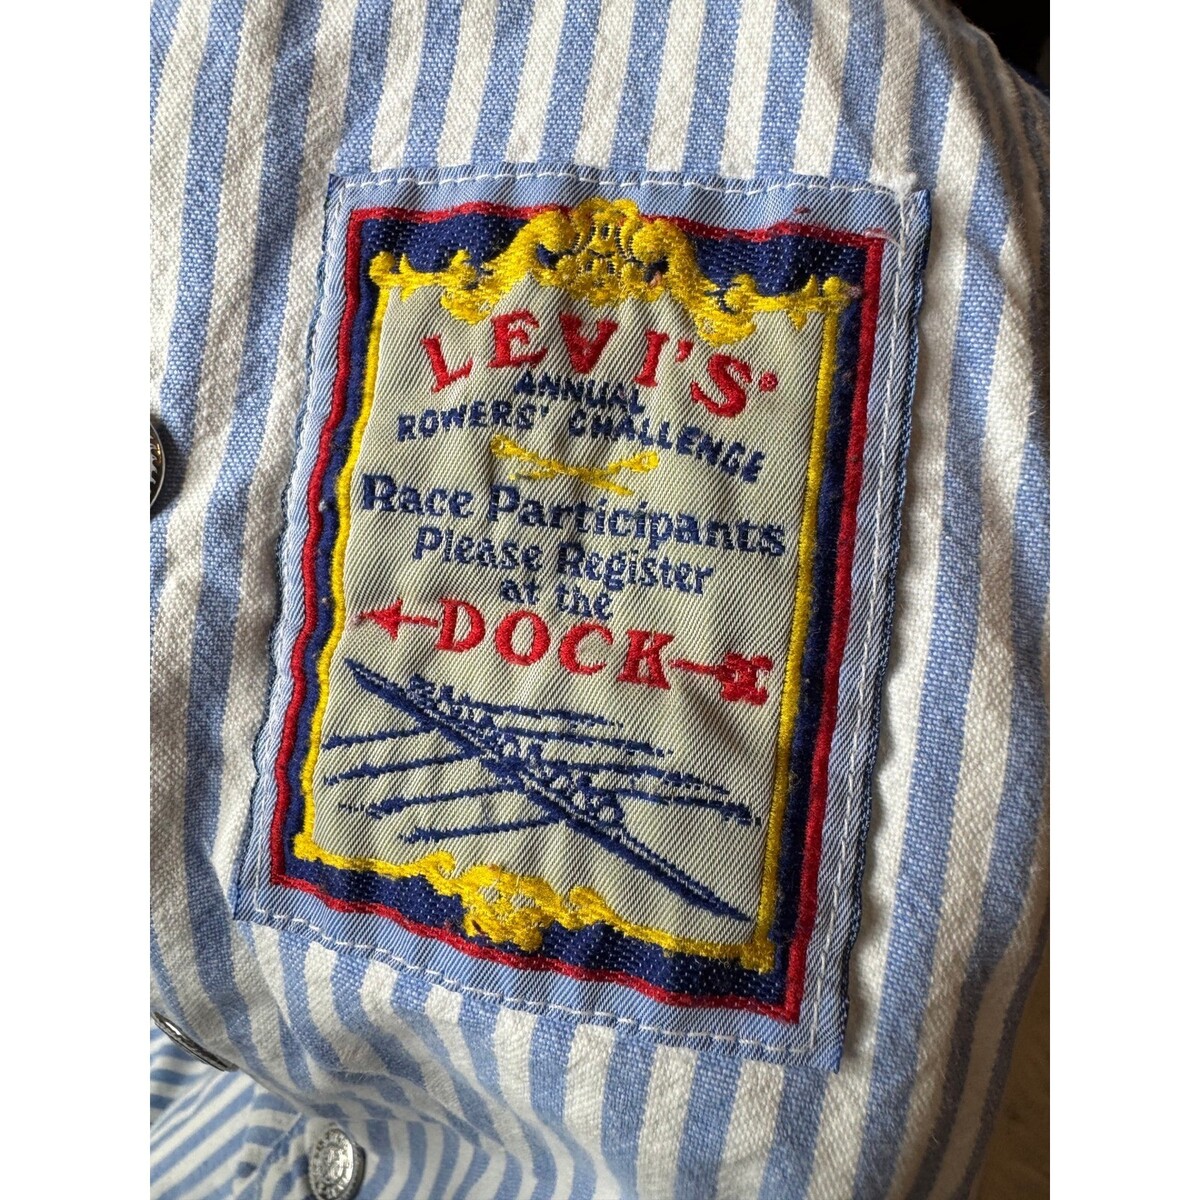 LEVI'S®
ANNUAL
ROWERS' CHALLENGE
Race Participants
Please Register
at the
DOCK